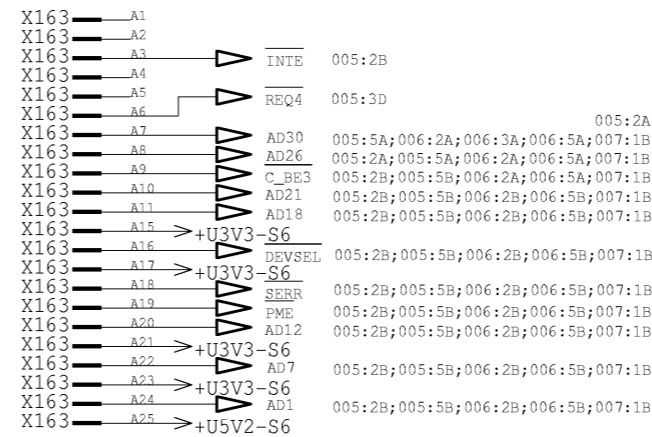 X163 A1
X163 A2
X163 A3 INTE 005:2B
X163 A4
X163 A5 REQ4 005:3D
X163 A6
005:2A
X163 A7 AD30 005:5A;006:2A;006:3A;006:5A;007:1B
X163 A8 AD26 005:2A;005:5A;006:2A;006:5A;007:1B
X163 A9 C_BE3 005:2B;005:5B;006:2A;006:5A;007:1B
X163 A10 AD21 005:2B;005:5B;006:2B;006:5B;007:1B
X163 A11 AD18 005:2B;005:5B;006:2B;006:5B;007:1B
X163 A15 +U3V3-S6
X163 A16 DEVSEL 005:2B;005:5B;006:2B;006:5B;007:1B
X163 A17 +U3V3-S6
X163 A18 SERR 005:2B;005:5B;006:2B;006:5B;007:1B
X163 A19 PME 005:2B;005:5B;006:2B;006:5B;007:1B
X163 A20 AD12 005:2B;005:5B;006:2B;006:5B;007:1B
X163 A21 +U3V3-S6
X163 A22 AD7 005:2B;005:5B;006:2B;006:5B;007:1B
X163 A23 +U3V3-S6
X163 A24 AD1 005:2B;005:5B;006:2B;006:5B;007:1B
X163 A25 +U5V2-S6